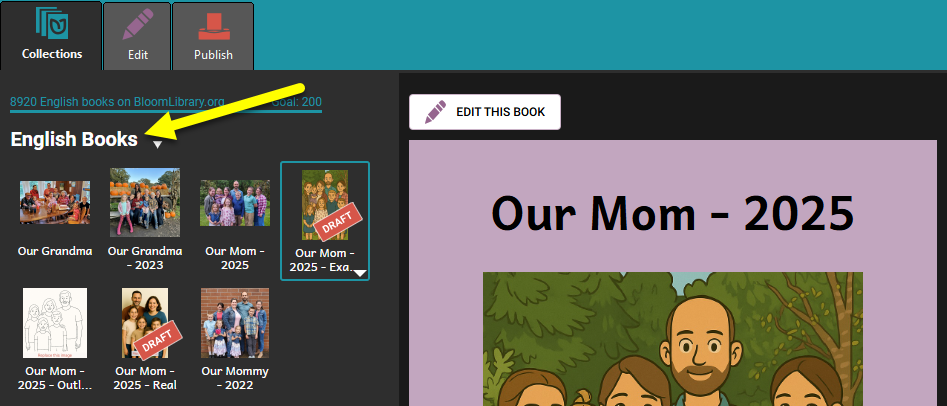 Collections
Edit
Publish
8920 English books on BloomLibrary.org
Goal: 200
English Books
EDIT THIS BOOK
Our Mom - 2025
Our Grandma
Our Grandma
- 2023
Our Mom -
2025
DRAFT
Our Mom -
2025 - Exa...
Our Mom -
2025 - Outl...
DRAFT
Our Mom -
2025 - Real
Our Mommy
- 2022